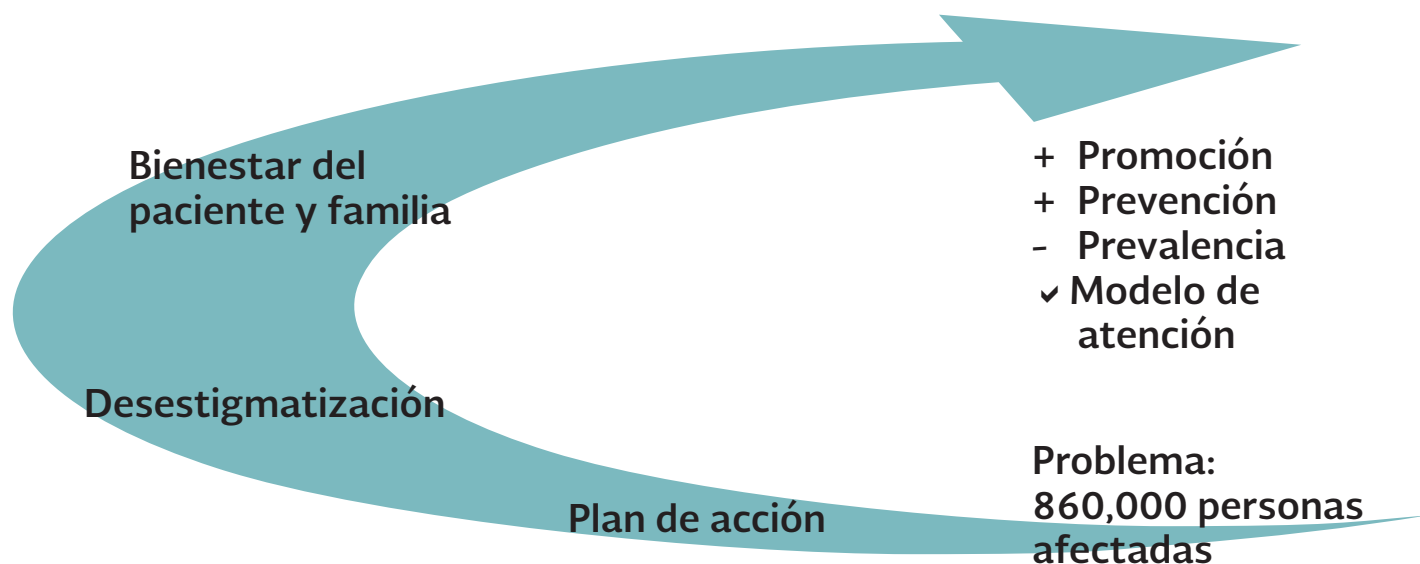 Bienestar del
paciente y familia
Desestigmatización
Plan de acción
+ Promoción
+ Prevención
- Prevalencia
✓ Modelo de
atención
Problema:
860,000 personas
afectadas